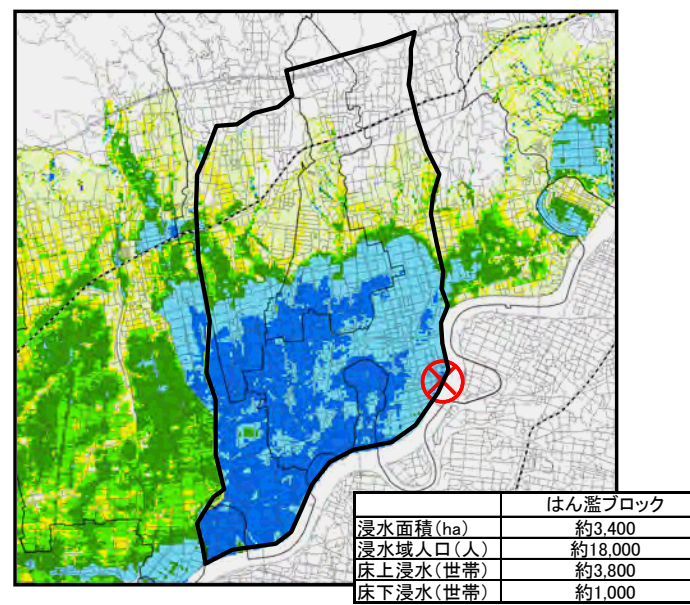 はん濫ブロック
浸水面積(ha) 約3,400
浸水域人口(人) 約18,000
床上浸水(世帯) 約3,800
床下浸水(世帯) 約1,000